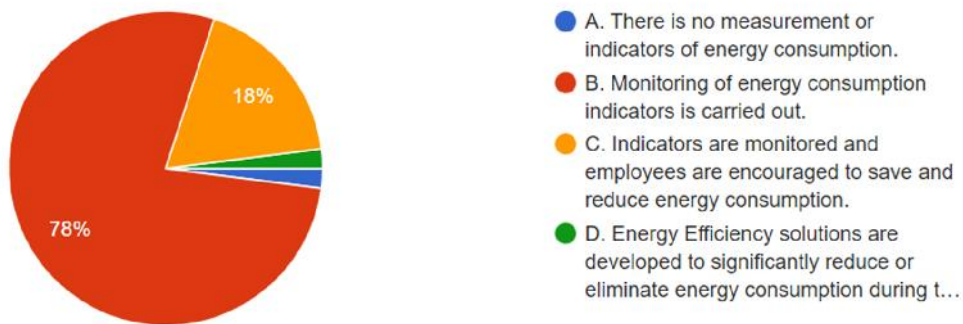 18%
78%
A. There is no measurement or
indicators of energy consumption.
B. Monitoring of energy consumption
indicators is carried out.
C. Indicators are monitored and
employees are encouraged to save and
reduce energy consumption.
D. Energy Efficiency solutions are
developed to significantly reduce or
eliminate energy consumption during t…